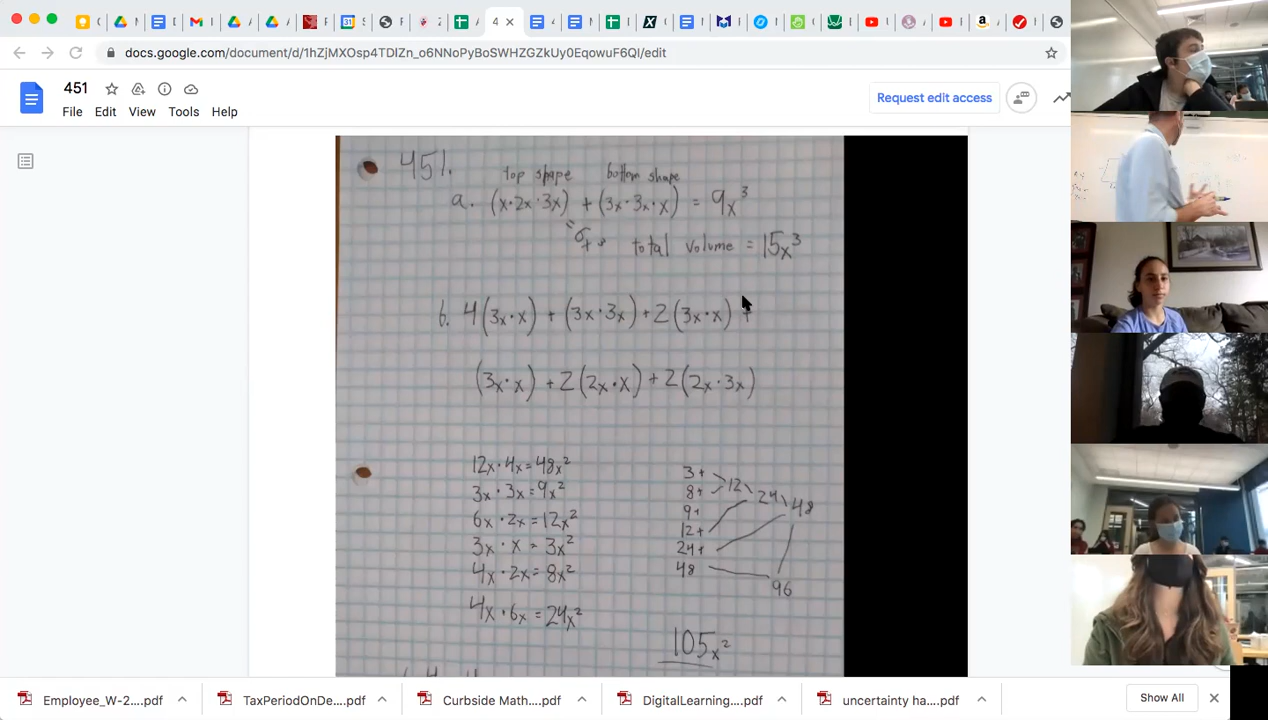 docs.google.com/document/d/1hZjMXOsp4TDIZn_o6NNoPyBoSWHZGZkUy0EqowuF6QI/edit
451
Request edit access
File Edit View Tools Help
451.
top shape bottom shape
a. (x·2x·3x) + (3x·3x·x) = 9x³
total volume = 15x³
b. 4(3x·x) + (3x·3x) + 2(3x·x) +
(3x·x) + 2(2x·x) + 2(2x·3x)
12x·4x=48x²
3x·3x=9x²
6x·2x=12x²
3x·x=3x²
4x·2x=8x²
4x·6x=24x²
3+
8+ 12 24 48
9+
12+
24+
48
96
105x²
Employee_W-2....pdf TaxPeriodOnDe....pdf Curbside Math....pdf DigitalLearning....pdf uncertainty ha....pdf Show All